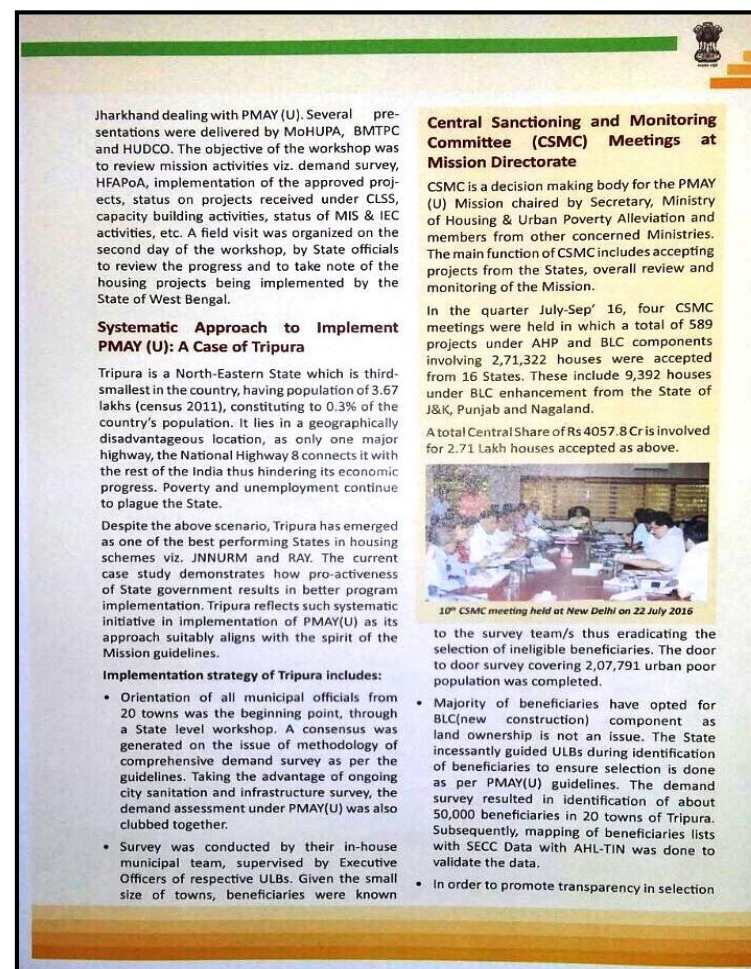 Jharkhand dealing with PMAY (U). Several pre-
sentations were delivered by MoHUPA, BMTPC
and HUDCO. The objective of the workshop was
to review mission activities viz. demand survey,
HFAPoA, implementation of the approved proj-
ects, status on projects received under CLSS,
capacity building activities, status of MIS & IEC
activities, etc. A field visit was organized on the
second day of the workshop, by State officials
to review the progress and to take note of the
housing projects being implemented by the
State of West Bengal.
Systematic Approach to Implement
PMAY (U): A Case of Tripura
Tripura is a North-Eastern State which is third-
smallest in the country, having population of 3.67
lakhs (census 2011), constituting to 0.3% of the
country's population. It lies in a geographically
disadvantageous location, as only one major
highway, the National Highway 8 connects it with
the rest of the India thus hindering its economic
progress. Poverty and unemployment continue
to plague the State.
Despite the above scenario, Tripura has emerged
as one of the best performing States in housing
schemes viz. JNNURM and RAY. The current
case study demonstrates how pro-activeness
of State government results in better program
implementation. Tripura reflects such systematic
initiative in implementation of PMAY(U) as its
approach suitably aligns with the spirit of the
Mission guidelines.
Implementation strategy of Tripura includes:
• Orientation of all municipal officials from
20 towns was the beginning point, through
a State level workshop. A consensus was
generated on the issue of methodology of
comprehensive demand survey as per the
guidelines. Taking the advantage of ongoing
city sanitation and infrastructure survey, the
demand assessment under PMAY(U) was also
clubbed together.
• Survey was conducted by their in-house
municipal team, supervised by Executive
Officers of respective ULBs. Given the small
size of towns, beneficiaries were known
Central Sanctioning and Monitoring
Committee (CSMC) Meetings at
Mission Directorate
CSMC is a decision making body for the PMAY
(U) Mission chaired by Secretary, Ministry
of Housing & Urban Poverty Alleviation and
members from other concerned Ministries.
The main function of CSMC includes accepting
projects from the States, overall review and
monitoring of the Mission.
In the quarter July-Sep' 16, four CSMC
meetings were held in which a total of 589
projects under AHP and BLC components
involving 2,71,322 houses were accepted
from 16 States. These include 9,392 houses
under BLC enhancement from the State of
J&K, Punjab and Nagaland.
A total Central Share of Rs 4057.8 Cr is involved
for 2.71 Lakh houses accepted as above.
10th CSMC meeting held at New Delhi on 22 July 2016
to the survey team/s thus eradicating the
selection of ineligible beneficiaries. The door
to door survey covering 2,07,791 urban poor
population was completed.
• Majority of beneficiaries have opted for
BLC(new construction) component as
land ownership is not an issue. The State
incessantly guided ULBs during identification
of beneficiaries to ensure selection is done
as per PMAY(U) guidelines. The demand
survey resulted in identification of about
50,000 beneficiaries in 20 towns of Tripura.
Subsequently, mapping of beneficiaries lists
with SECC Data with AHL-TIN was done to
validate the data.
• In order to promote transparency in selection